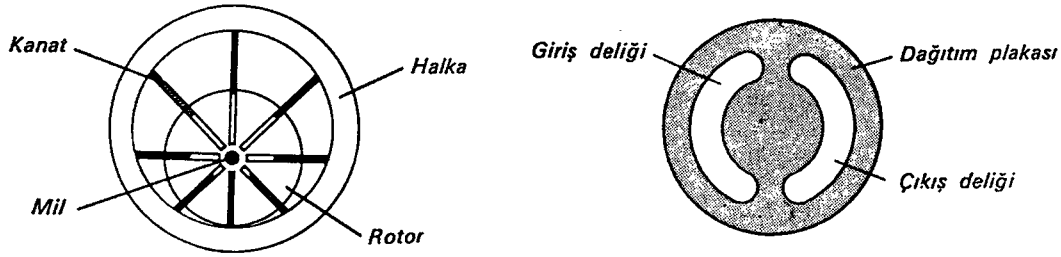 Kanat
Halka
Mil
Rotor
Giriş deliği
Dağıtım plakası
Çıkış deliği